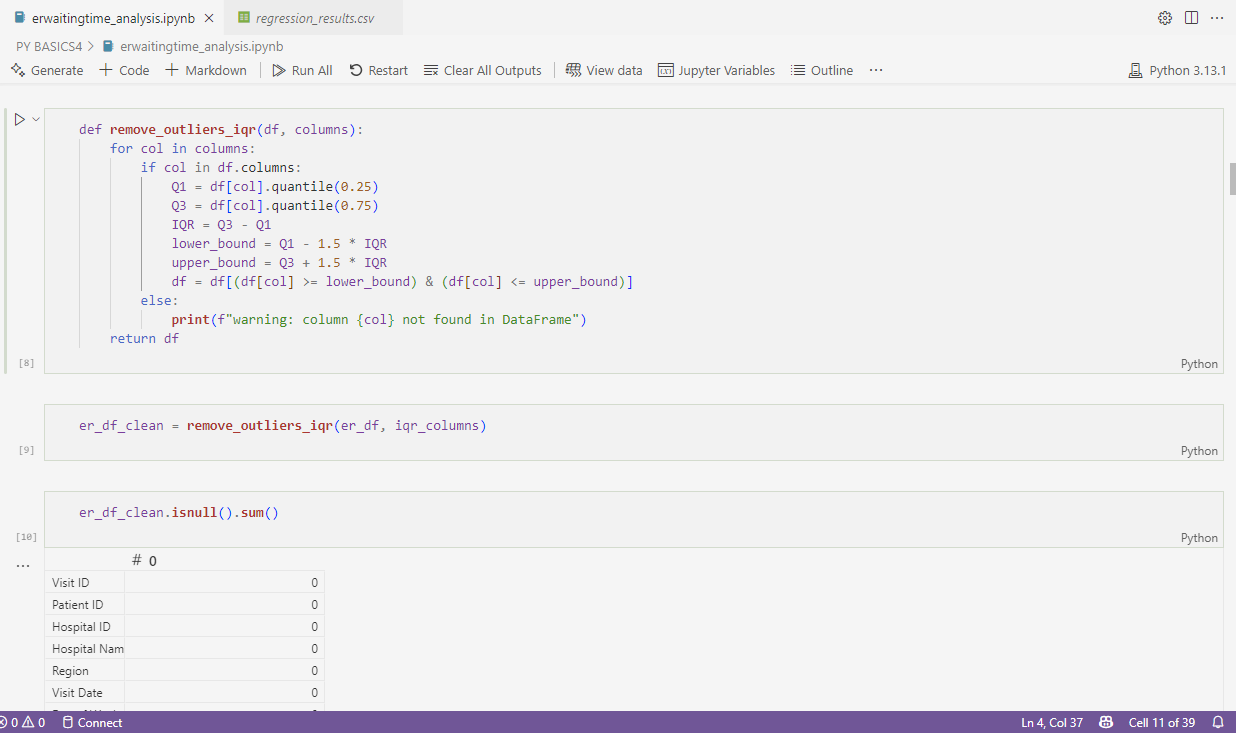 erwaitingtime_analysis.ipynb regression_results.csv
PY BASICS4 > erwaitingtime_analysis.ipynb
Generate + Code + Markdown Run All Restart Clear All Outputs View data Jupyter Variables Outline ... Python 3.13.1
def remove_outliers_iqr(df, columns):
for col in columns:
if col in df.columns:
Q1 = df[col].quantile(0.25)
Q3 = df[col].quantile(0.75)
IQR = Q3 - Q1
lower_bound = Q1 - 1.5 * IQR
upper_bound = Q3 + 1.5 * IQR
df = df[(df[col] >= lower_bound) & (df[col] <= upper_bound)]
else:
print(f"warning: column {col} not found in DataFrame")
return df
[8] Python
er_df_clean = remove_outliers_iqr(er_df, iqr_columns)
[9] Python
er_df_clean.isnull().sum()
[10] Python
... # 0
Visit ID 0
Patient ID 0
Hospital ID 0
Hospital Nam 0
Region 0
Visit Date 0
0 0 Connect Ln 4, Col 37 Cell 11 of 39